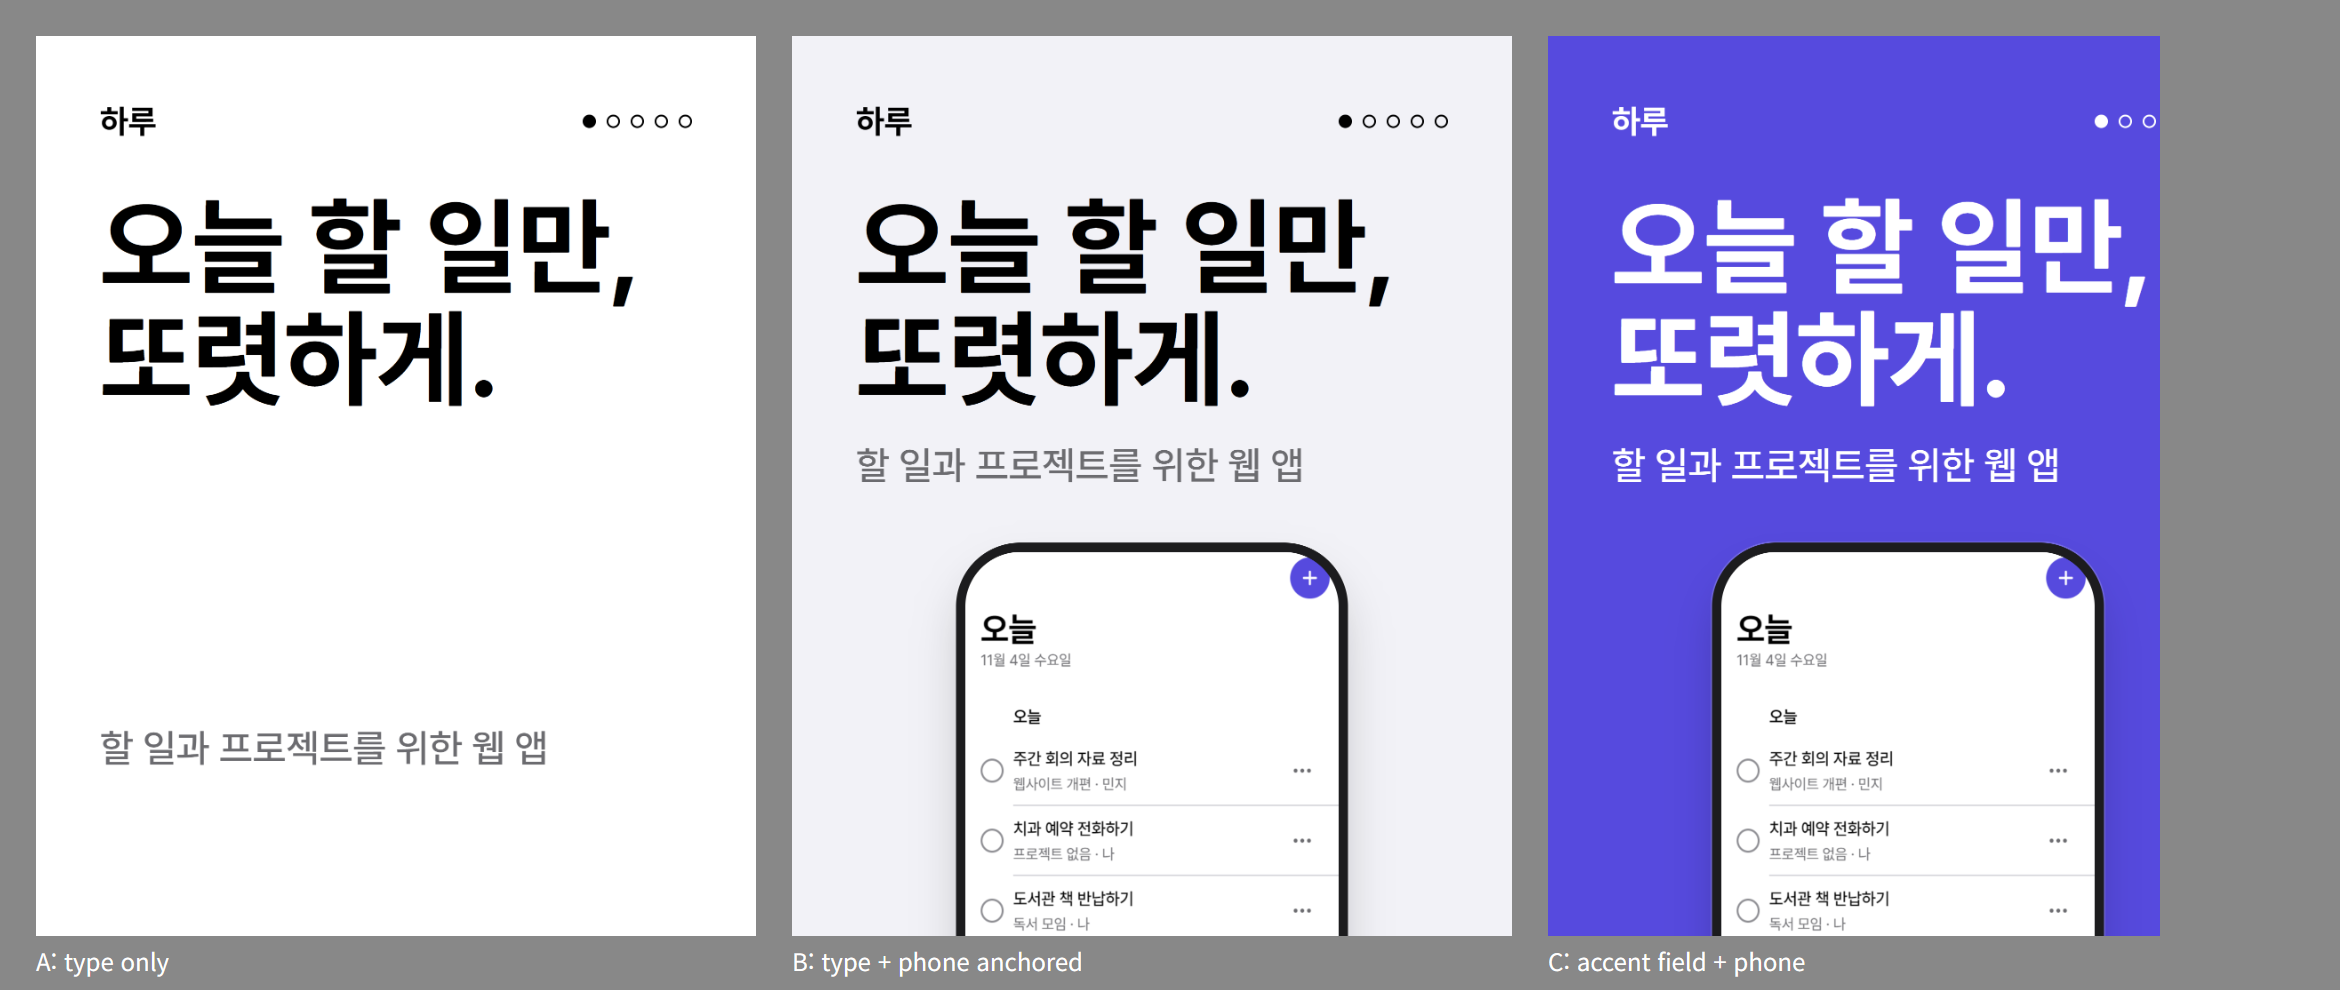 하루
오늘 할 일만,
또렷하게.
할 일과 프로젝트를 위한 웹 앱
A: type only
하루
오늘 할 일만,
또렷하게.
할 일과 프로젝트를 위한 웹 앱
+
오늘
11월 4일 수요일
오늘
주간 회의 자료 정리
웹사이트 개편 · 민지
치과 예약 전화하기
프로젝트 없음 · 나
도서관 책 반납하기
독서 모임 · 나
B: type + phone anchored
하루
오늘 할 일만,
또렷하게.
할 일과 프로젝트를 위한 웹 앱
+
오늘
11월 4일 수요일
오늘
주간 회의 자료 정리
웹사이트 개편 · 민지
치과 예약 전화하기
프로젝트 없음 · 나
도서관 책 반납하기
독서 모임 · 나
C: accent field + phone